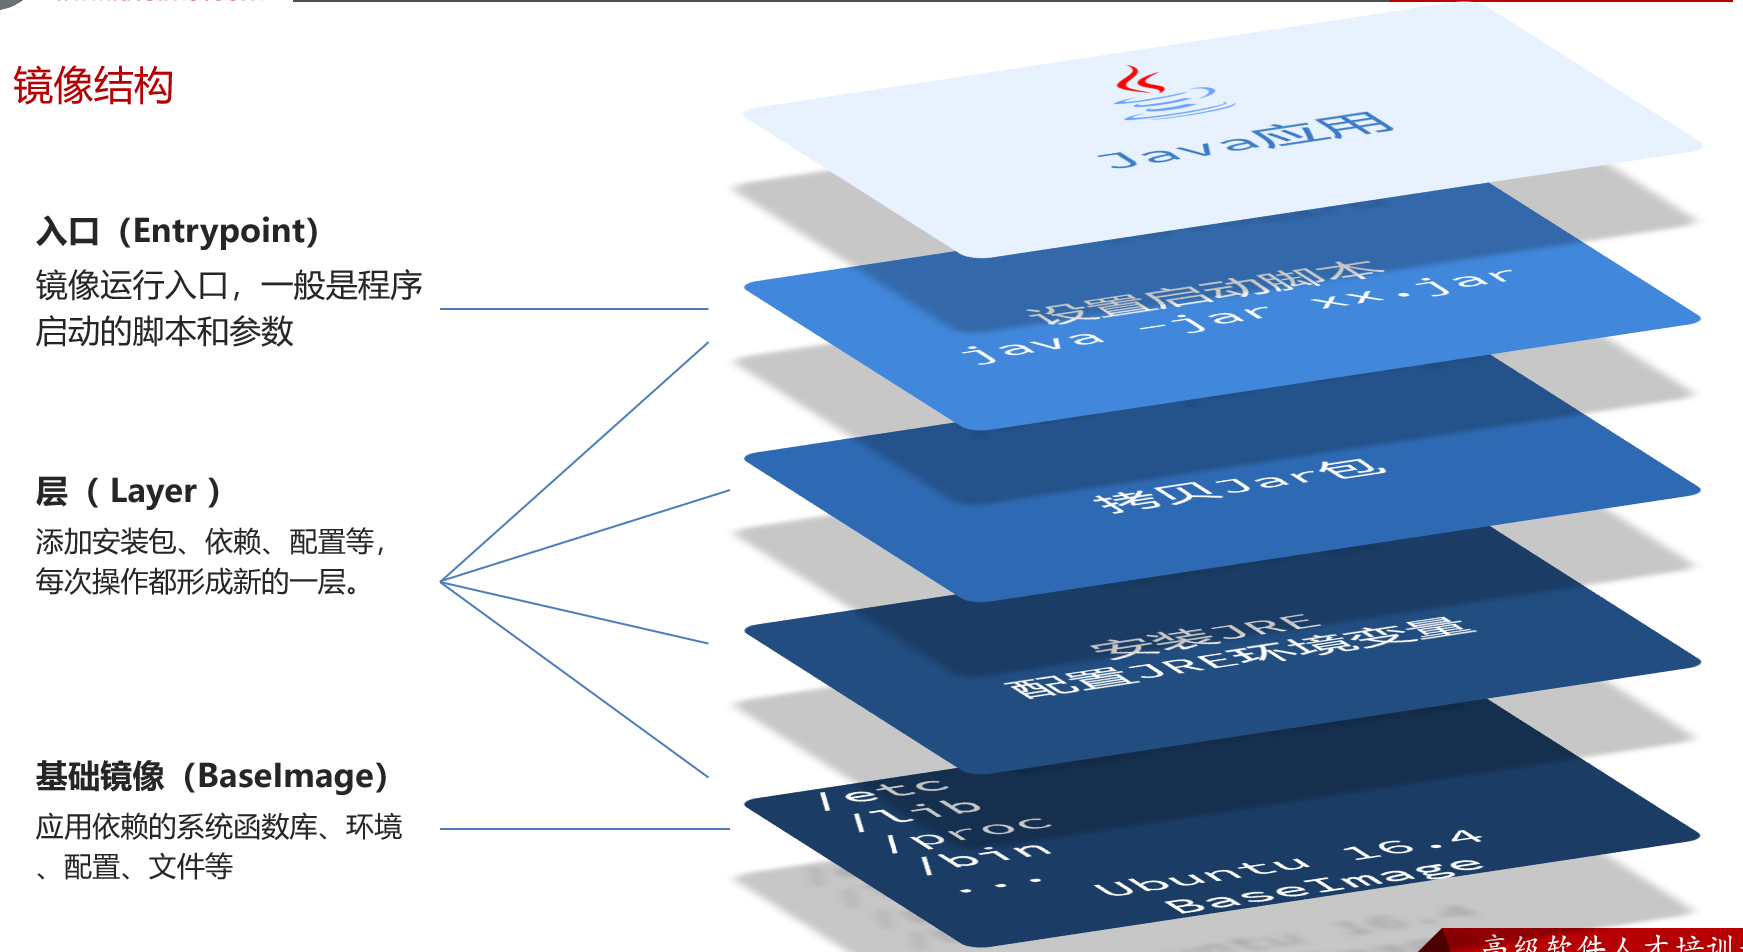 镜像结构
入口（Entrypoint）
镜像运行入口，一般是程序
启动的脚本和参数
层（ Layer ）
添加安装包、依赖、配置等，
每次操作都形成新的一层。
基础镜像（BaseImage）
应用依赖的系统函数库、环境
、配置、文件等
Java应用
设置启动脚本
java -jar xx.jar
拷贝Jar包
安装JRE
配置JRE环境变量
/etc
/lib
/proc
/bin
...
Ubuntu 16.4
BaseImage
高级软件人才培训